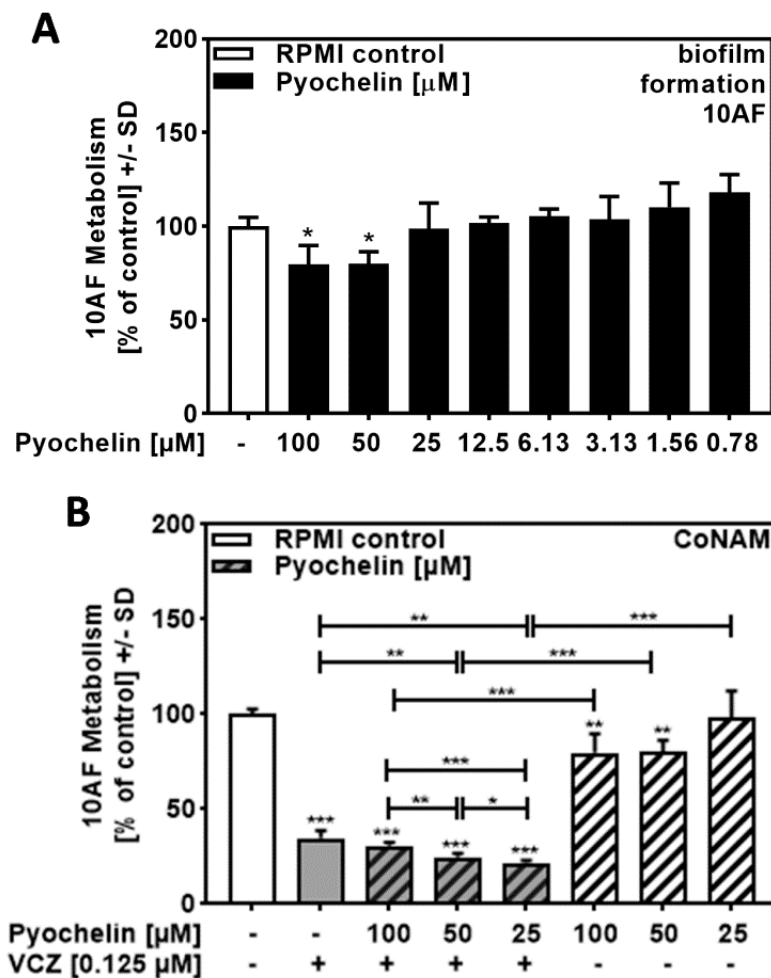 A
200
RPMI control
biofilm
Pyochelin [µM]
formation
10AF
150
10AF Metabolism
[% of control] +/- SD
100
* *
50
0
Pyochelin [µM] - 100 50 25 12.5 6.13 3.13 1.56 0.78
B
200
RPMI control
CoNAM
Pyochelin [µM]
150
** ***
** ***
10AF Metabolism
[% of control] +/- SD
100
***
** **
***
50
** *
*** *** *** ***
0
Pyochelin [µM] - - 100 50 25 100 50 25
VCZ [0.125 µM] - + + + + - - -